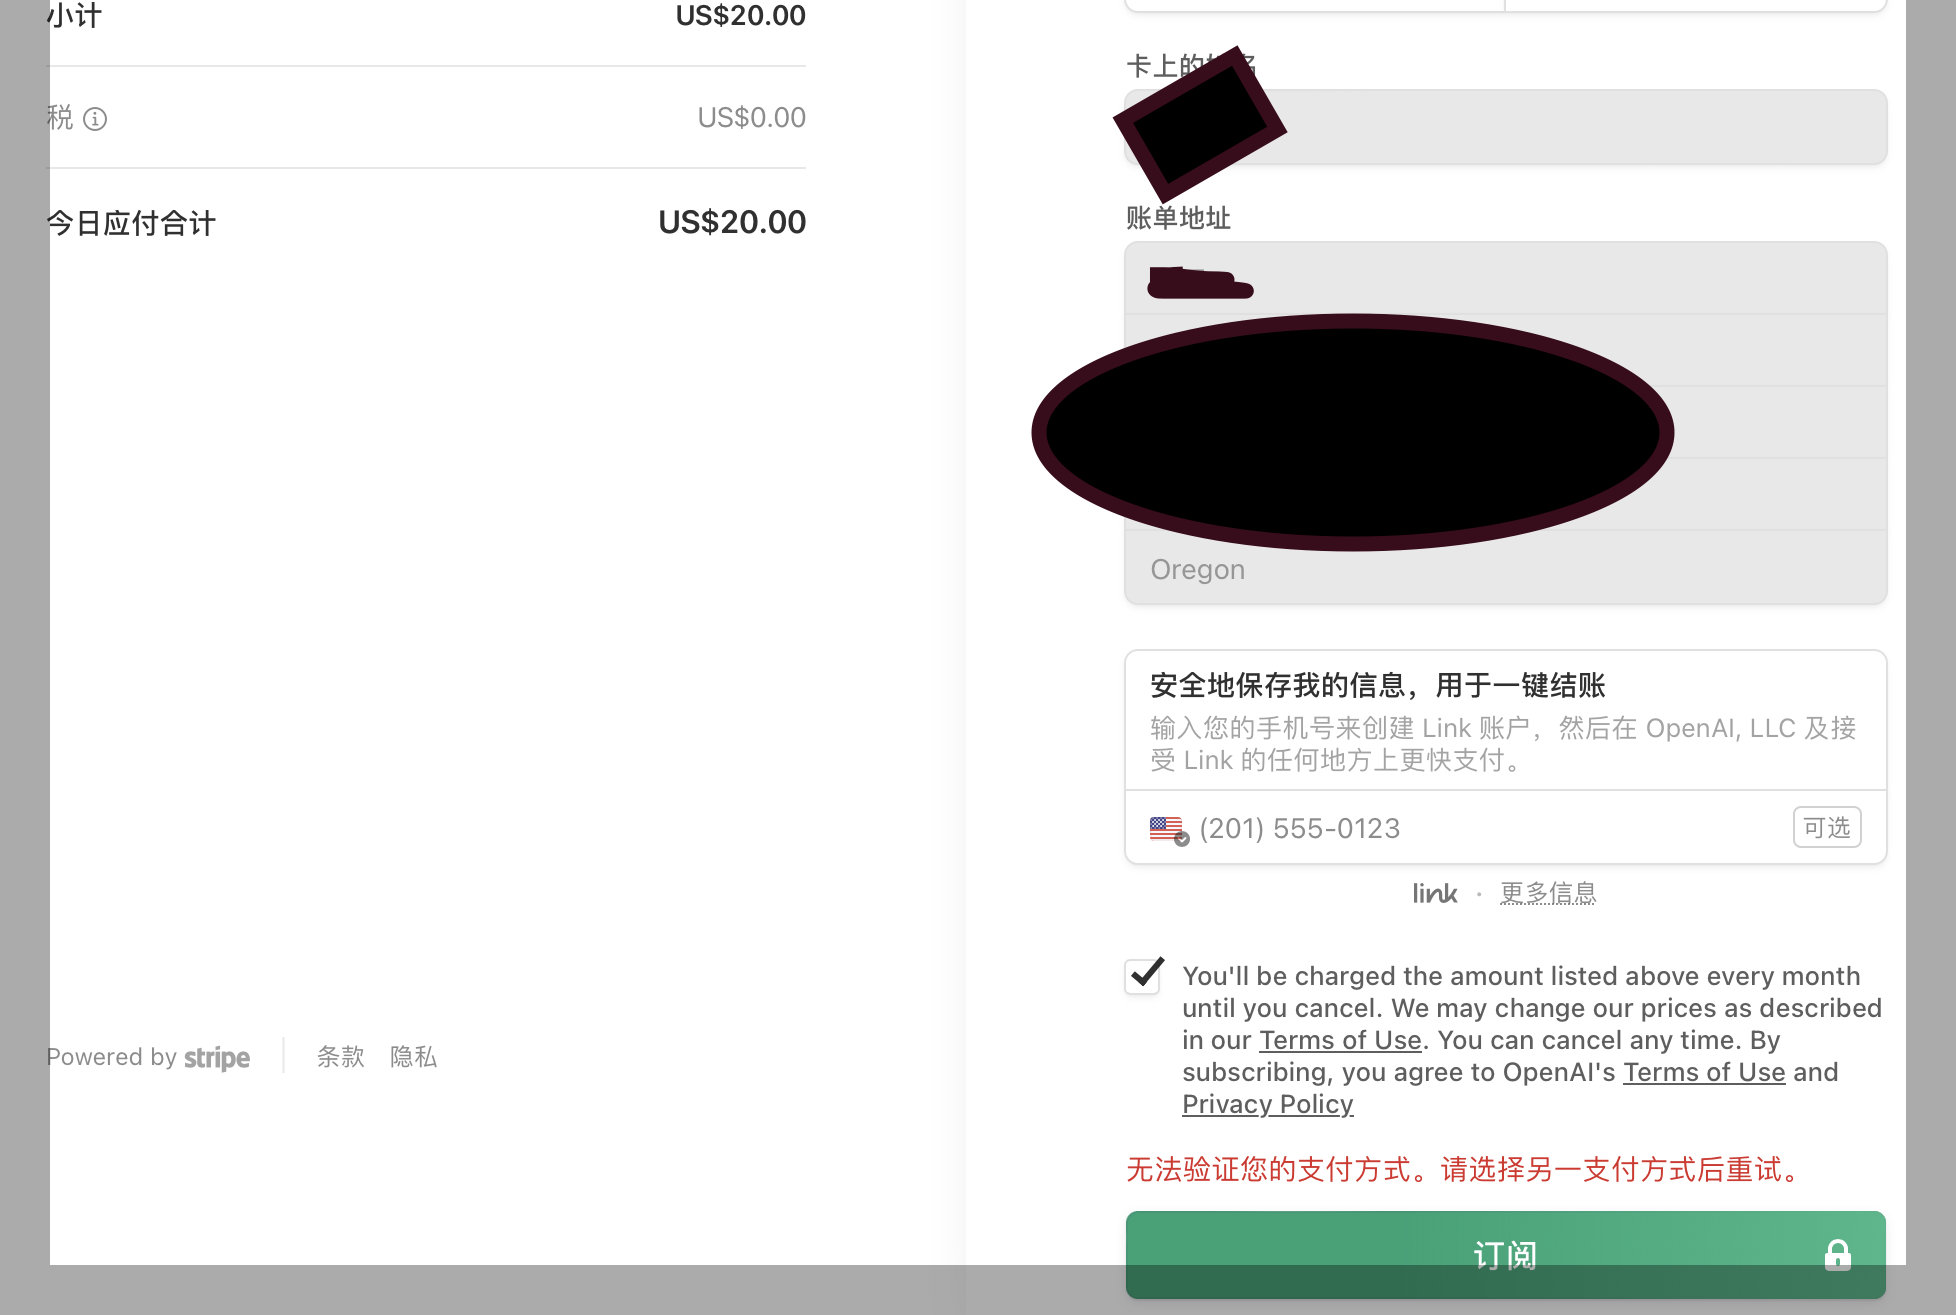 小计
US$20.00
税
US$0.00
今日应付合计
US$20.00
Powered by stripe
条款
隐私
卡上的
账单地址
Oregon
安全地保存我的信息，用于一键结账
输入您的手机号来创建 Link 账户，然后在 OpenAI, LLC 及接
受 Link 的任何地方上更快支付。
(201) 555-0123
可选
link · 更多信息
You'll be charged the amount listed above every month
until you cancel. We may change our prices as described
in our Terms of Use. You can cancel any time. By
subscribing, you agree to OpenAI's Terms of Use and
Privacy Policy
无法验证您的支付方式。请选择另一支付方式后重试。
订阅